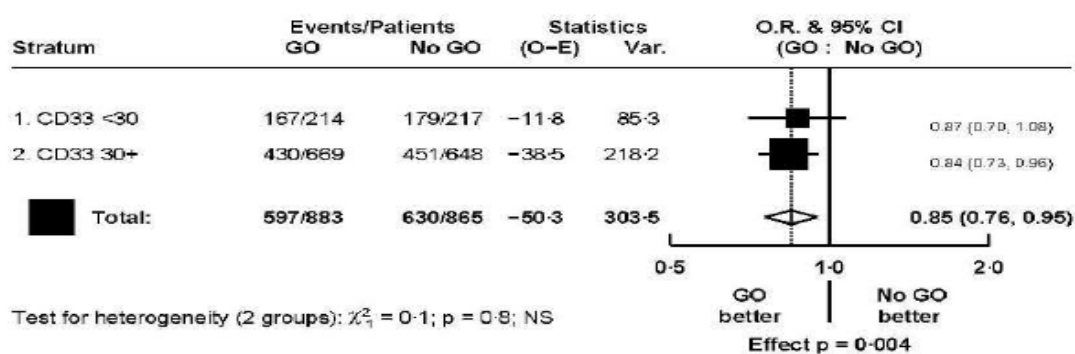 Events/Patients Statistics O.R. & 95% CI
Stratum GO No GO (O−E) Var. (GO : No GO)
1. CD33 <30 167/214 179/217 −11·8 85·3 0.87 (0.70, 1.08)
2. CD33 30+ 430/669 451/648 −38·5 218·2 0.84 (0.73, 0.96)
Total: 597/883 630/865 −50·3 303·5 0.85 (0.76, 0.95)
0·5 1·0 2·0
GO better No GO better
Test for heterogeneity (2 groups): χ²₁ = 0·1; p = 0·8; NS
Effect p = 0·004